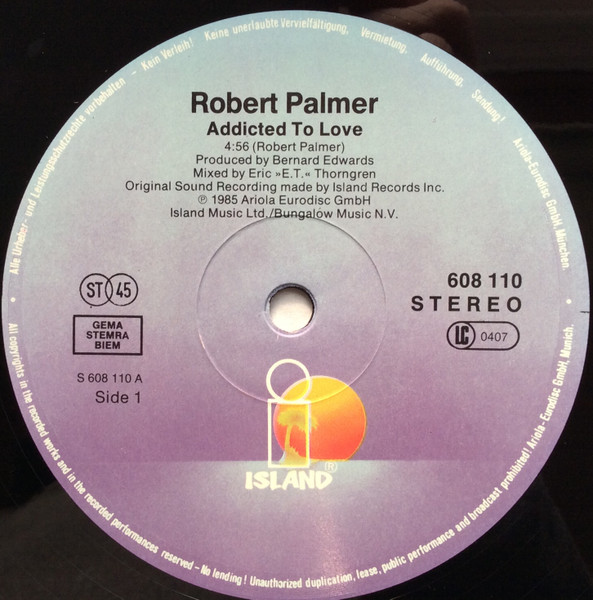 Alle Urheber- und Leistungsschutzrechte vorbehalten – Kein Verleih! Keine unerlaubte Vervielfältigung, Vermietung, Aufführung, Sendung! Ariola-Eurodisc GmbH, München.
Robert Palmer
Addicted To Love
4:56 (Robert Palmer)
Produced by Bernard Edwards
Mixed by Eric »E.T.« Thorngren
Original Sound Recording made by Island Records Inc.
℗ 1985 Ariola Eurodisc GmbH
Island Music Ltd./Bungalow Music N.V.
ST 45
608 110
STEREO
GEMA
STEMRA
BIEM
LC 0407
S 608 110 A
Side 1
ISLAND ®
All copyrights in the recorded works and in the recorded performances reserved – No lending! Unauthorized duplication, lease, public performance and broadcast prohibited! Ariola-Eurodisc GmbH, Munich.